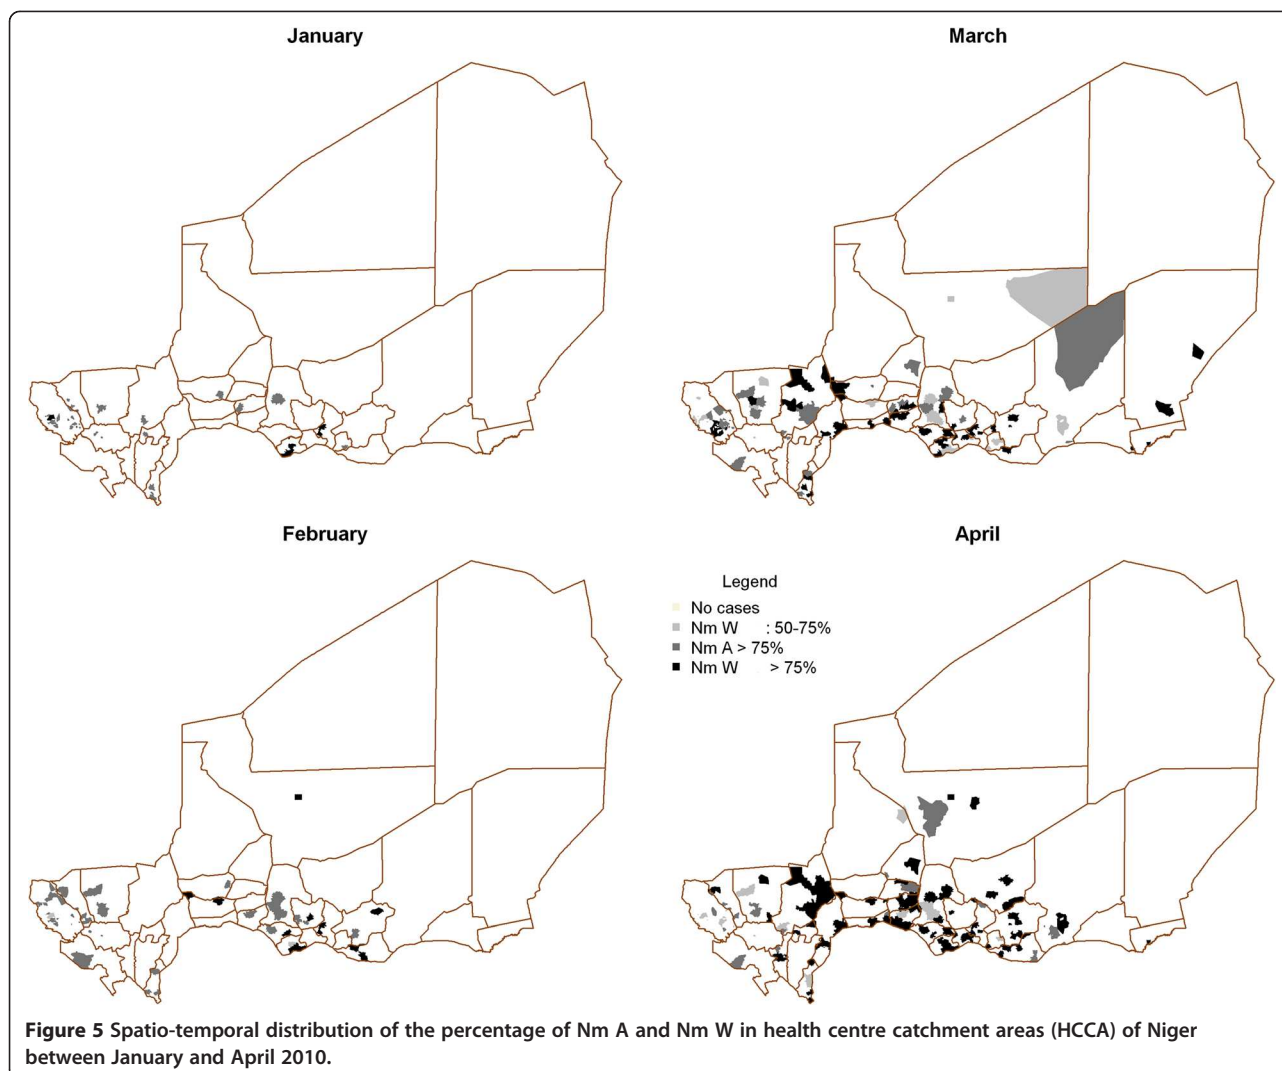 January
March
February
April
Legend
No cases
Nm W : 50-75%
Nm A > 75%
Nm W > 75%
Figure 5 Spatio-temporal distribution of the percentage of Nm A and Nm W in health centre catchment areas (HCCA) of Niger
between January and April 2010.